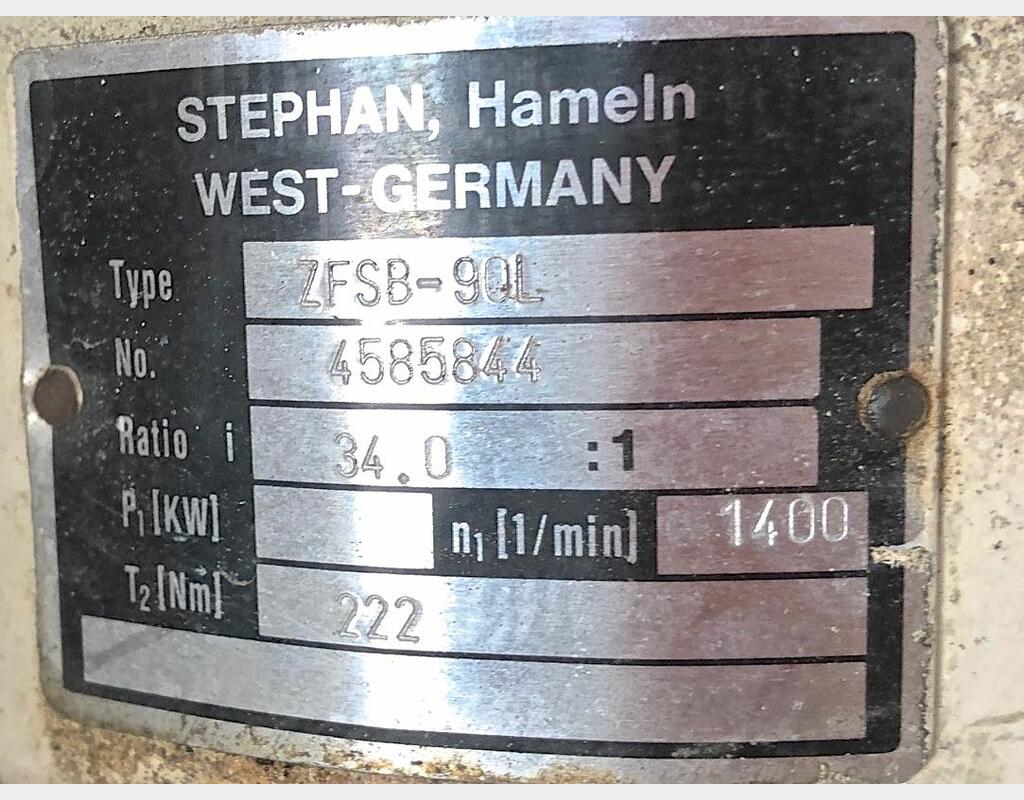 STEPHAN, Hameln
WEST-GERMANY
Type ZFSB-90L
No. 4585844
Ratio i 34.0 :1
P₁[KW] n₁[1/min] 1400
T₂[Nm] 222